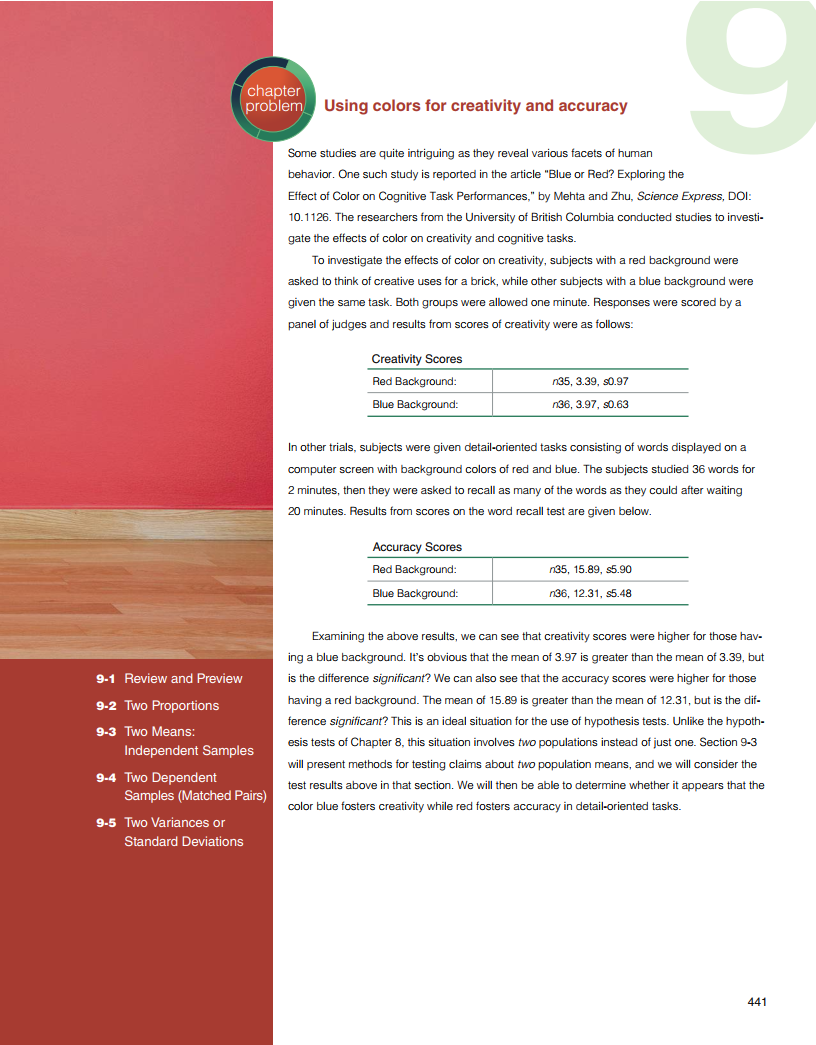 9
chapter
problem
Using colors for creativity and accuracy
Some studies are quite intriguing as they reveal various facets of human
behavior. One such study is reported in the article “Blue or Red? Exploring the
Effect of Color on Cognitive Task Performances,” by Mehta and Zhu, Science Express, DOI:
10.1126. The researchers from the University of British Columbia conducted studies to investi-
gate the effects of color on creativity and cognitive tasks.
To investigate the effects of color on creativity, subjects with a red background were
asked to think of creative uses for a brick, while other subjects with a blue background were
given the same task. Both groups were allowed one minute. Responses were scored by a
panel of judges and results from scores of creativity were as follows:
Creativity Scores
Red Background: n35, 3.39, s0.97
Blue Background: n36, 3.97, s0.63
In other trials, subjects were given detail-oriented tasks consisting of words displayed on a
computer screen with background colors of red and blue. The subjects studied 36 words for
2 minutes, then they were asked to recall as many of the words as they could after waiting
20 minutes. Results from scores on the word recall test are given below.
Accuracy Scores
Red Background: n35, 15.89, s5.90
Blue Background: n36, 12.31, s5.48
Examining the above results, we can see that creativity scores were higher for those hav-
ing a blue background. It’s obvious that the mean of 3.97 is greater than the mean of 3.39, but
is the difference significant? We can also see that the accuracy scores were higher for those
having a red background. The mean of 15.89 is greater than the mean of 12.31, but is the dif-
ference significant? This is an ideal situation for the use of hypothesis tests. Unlike the hypoth-
esis tests of Chapter 8, this situation involves two populations instead of just one. Section 9-3
will present methods for testing claims about two population means, and we will consider the
test results above in that section. We will then be able to determine whether it appears that the
color blue fosters creativity while red fosters accuracy in detail-oriented tasks.
9-1 Review and Preview
9-2 Two Proportions
9-3 Two Means:
Independent Samples
9-4 Two Dependent
Samples (Matched Pairs)
9-5 Two Variances or
Standard Deviations
441